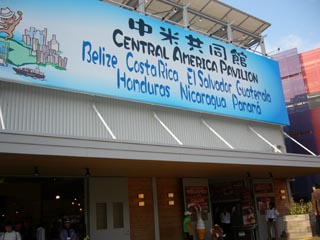 中米共同館
CENTRAL AMERICA PAVILION
Belize Costa Rica El Salvador Guatemala
Honduras Nicaragua Panamá